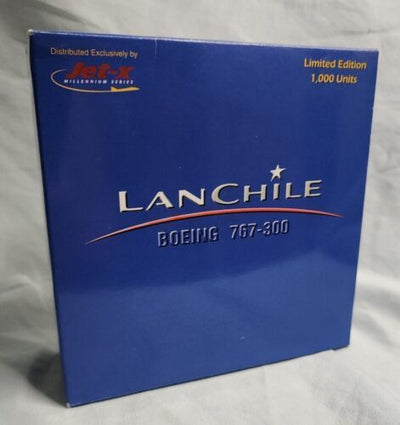 Distributed Exclusively by
Jet-x
MILLENNIUM SERIES
Limited Edition
1,000 Units
LANCHILE
BOEING 767-300